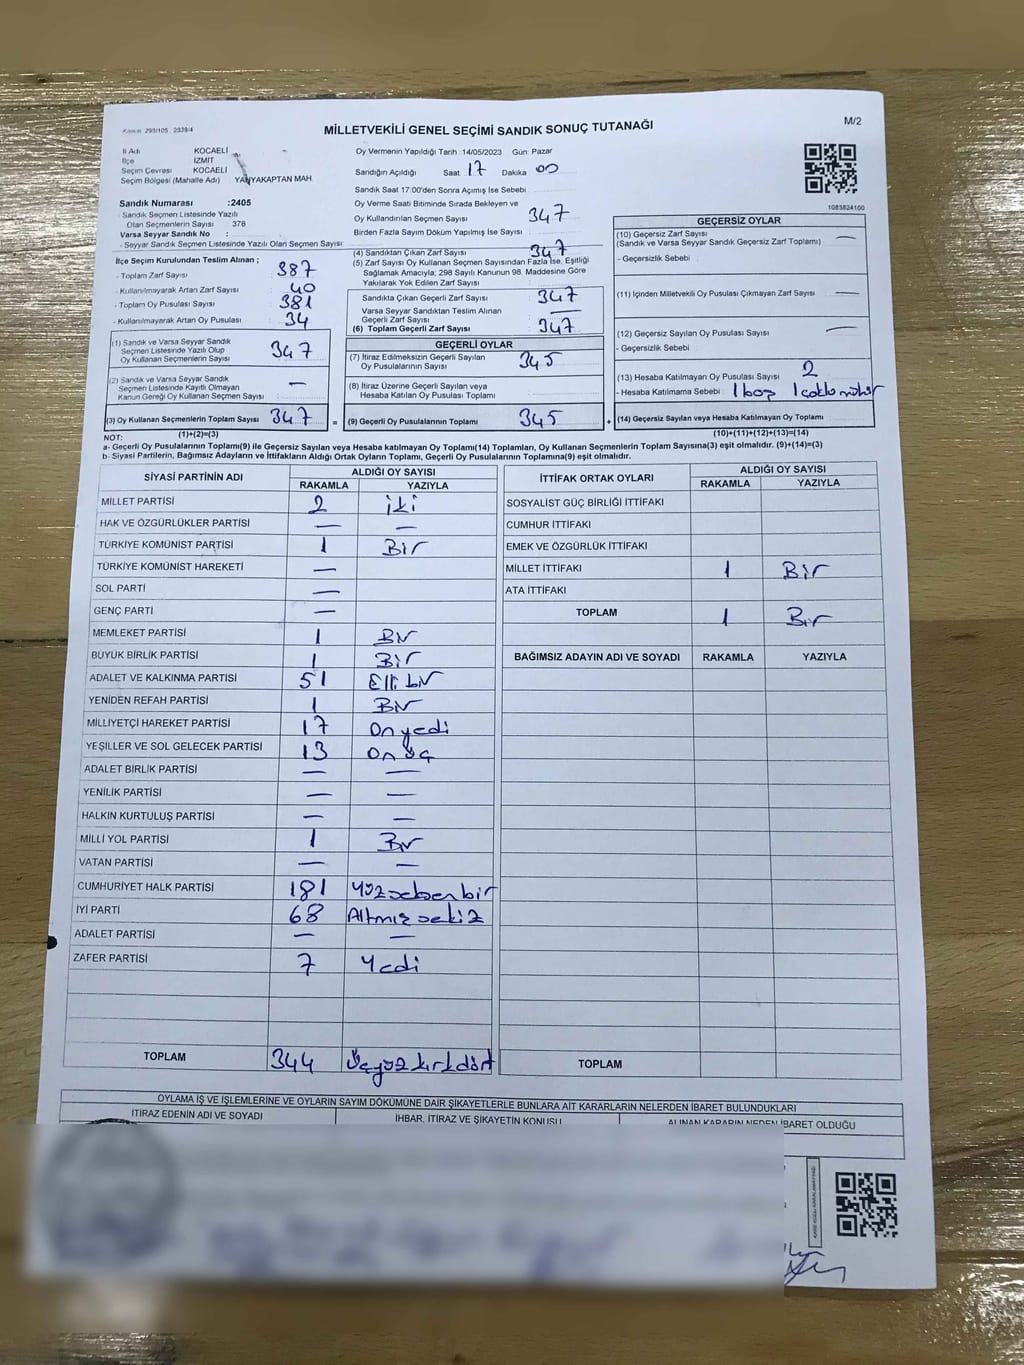 MİLLETVEKİLİ GENEL SEÇİMİ SANDIK SONUÇ TUTANAĞI
M/2
İl Adı KOCAELİ
İlçe İZMİT
Seçim Çevresi KOCAELİ
Seçim Bölgesi (Mahalle Adı) YAHYAKAPTAN MAH
Sandık Numarası :2405
Sandık Seçmen Listesinde Yazılı
Olan Seçmenlerin Sayısı 378
Varsa Seyyar Sandık No :
- Seyyar Sandık Seçmen Listesinde Yazılı Olan Seçmen Sayısı:
İlçe Seçim Kurulundan Teslim Alınan ;
- Toplam Zarf Sayısı 387
- Kullanılmayarak Artan Zarf Sayısı 40
- Toplam Oy Pusulası Sayısı 381
- Kullanılmayarak Artan Oy Pusulası 34
(1) Sandık ve Varsa Seyyar Sandık
Seçmen Listesinde Yazılı Olup
Oy Kullanan Seçmenlerin Sayısı 347
(2) Sandık ve Varsa Seyyar Sandık
Seçmen Listesinde Kayıtlı Olmayan
Kanun Gereği Oy Kullanan Seçmen Sayısı —
(3) Oy Kullanan Seçmenlerin Toplam Sayısı 347 =
(1)+(2)=(3)
Oy Vermenin Yapıldığı Tarih :14/05/2023 Gün: Pazar
Sandığın Açıldığı Saat 17 Dakika 00
Sandık Saat 17:00'den Sonra Açılmış İse Sebebi
Oy Verme Saati Bitiminde Sırada Bekleyen ve
Oy Kullandırılan Seçmen Sayısı 347
Birden Fazla Sayım Döküm Yapılmış İse Sayısı
(4) Sandıktan Çıkan Zarf Sayısı 347
(5) Zarf Sayısı Oy Kullanan Seçmen Sayısından Fazla İse, Eşitliği
Sağlamak Amacıyla; 298 Sayılı Kanunun 98. Maddesine Göre
Yakılarak Yok Edilen Zarf Sayısı
Sandıkta Çıkan Geçerli Zarf Sayısı 347
Varsa Seyyar Sandıktan Teslim Alınan
Geçerli Zarf Sayısı —
(6) Toplam Geçerli Zarf Sayısı 347
GEÇERLİ OYLAR
(7) İtiraz Edilmeksizin Geçerli Sayılan
Oy Pusulalarının Sayısı 345
(8) İtiraz Üzerine Geçerli Sayılan veya
Hesaba Katılan Oy Pusulası Toplamı
(9) Geçerli Oy Pusulalarının Toplamı 345 +
1083824100
GEÇERSİZ OYLAR
(10) Geçersiz Zarf Sayısı —
(Sandık ve Varsa Seyyar Sandık Geçersiz Zarf Toplamı)
- Geçersizlik Sebebi
(11) İçinden Milletvekili Oy Pusulası Çıkmayan Zarf Sayısı —
(12) Geçersiz Sayılan Oy Pusulası Sayısı —
- Geçersizlik Sebebi
(13) Hesaba Katılmayan Oy Pusulası Sayısı 2
- Hesaba Katılmama Sebebi 1 boş 1 çoklu mühür
(14) Geçersiz Sayılan veya Hesaba Katılmayan Oy Toplamı
(10)+(11)+(12)+(13)=(14)
NOT:
a- Geçerli Oy Pusulalarının Toplamı(9) ile Geçersiz Sayılan veya Hesaba katılmayan Oy Toplamı(14) Toplamları, Oy Kullanan Seçmenlerin Toplam Sayısına(3) eşit olmalıdır. (9)+(14)=(3)
b- Siyasi Partilerin, Bağımsız Adayların ve İttifakların Aldığı Ortak Oyların Toplamı, Geçerli Oy Pusulalarının Toplamına(9) eşit olmalıdır.
SİYASİ PARTİNİN ADI ALDIĞI OY SAYISI
RAKAMLA YAZIYLA
MİLLET PARTİSİ 2 iki
HAK VE ÖZGÜRLÜKLER PARTİSİ — —
TÜRKİYE KOMÜNİST PARTİSİ 1 Bir
TÜRKİYE KOMÜNİST HAREKETİ —
SOL PARTİ —
GENÇ PARTİ —
MEMLEKET PARTİSİ 1 Bir
BÜYÜK BİRLİK PARTİSİ 1 Bir
ADALET VE KALKINMA PARTİSİ 51 Elli bir
YENİDEN REFAH PARTİSİ 1 Bir
MİLLİYETÇİ HAREKET PARTİSİ 17 Onyedi
YEŞİLLER VE SOL GELECEK PARTİSİ 13 On üç
ADALET BİRLİK PARTİSİ — —
YENİLİK PARTİSİ — —
HALKIN KURTULUŞ PARTİSİ — —
MİLLİ YOL PARTİSİ 1 Bir
VATAN PARTİSİ — —
CUMHURİYET HALK PARTİSİ 181 Yüzseksenbir
İYİ PARTİ 68 Altmış sekiz
ADALET PARTİSİ — —
ZAFER PARTİSİ 7 Yedi
TOPLAM 344 Üçyüz kırkdört
İTTİFAK ORTAK OYLARI ALDIĞI OY SAYISI
RAKAMLA YAZIYLA
SOSYALİST GÜÇ BİRLİĞİ İTTİFAKI
CUMHUR İTTİFAKI
EMEK VE ÖZGÜRLÜK İTTİFAKI
MİLLET İTTİFAKI 1 Bir
ATA İTTİFAKI
TOPLAM 1 Bir
BAĞIMSIZ ADAYIN ADI VE SOYADI RAKAMLA YAZIYLA
TOPLAM
OYLAMA İŞ VE İŞLEMLERİNE VE OYLARIN SAYIM DÖKÜMÜNE DAİR ŞİKAYETLERLE BUNLARA AİT KARARLARIN NELERDEN İBARET BULUNDUKLARI
İTİRAZ EDENİN ADI VE SOYADI İHBAR, İTİRAZ VE ŞİKAYETİN KONUSU ALINAN KARARIN NEDEN İBARET OLDUĞU